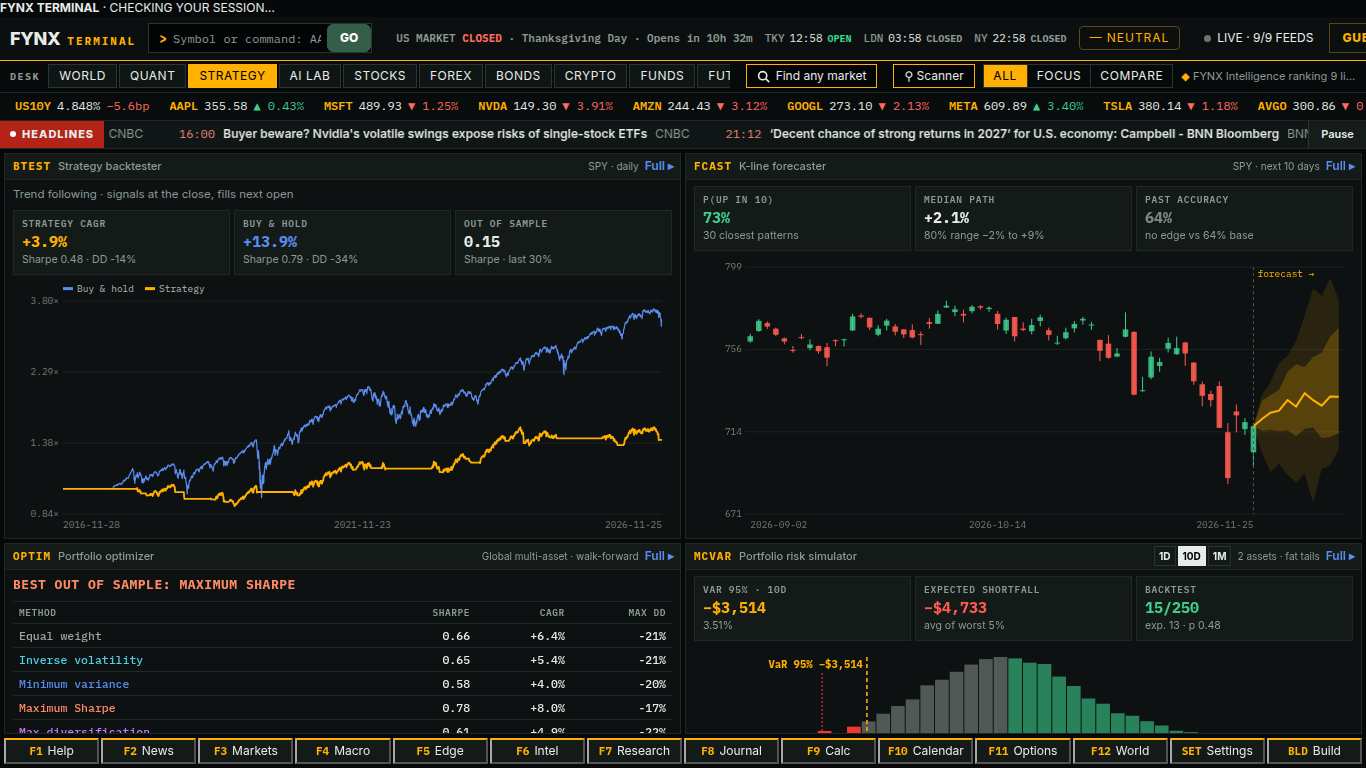 FYNX TERMINAL · CHECKING YOUR SESSION...
FYNX TERMINAL > Symbol or command: AA GO US MARKET CLOSED · Thanksgiving Day · Opens in 10h 32m TKY 12:58 OPEN LDN 03:58 CLOSED NY 22:58 CLOSED — NEUTRAL LIVE · 9/9 FEEDS
DESK WORLD QUANT STRATEGY AI LAB STOCKS FOREX BONDS CRYPTO FUNDS Find any market Scanner ALL FOCUS COMPARE ◆ FYNX Intelligence ranking 9 li...
US10Y 4.848% −5.6bp AAPL 355.58 ▲ 0.43% MSFT 489.93 ▼ 1.25% NVDA 149.30 ▼ 3.91% AMZN 244.43 ▼ 3.12% GOOGL 273.10 ▼ 2.13% META 609.89 ▲ 3.40% TSLA 380.14 ▼ 1.18% AVGO 300.86 ▼
HEADLINES CNBC 16:00 Buyer beware? Nvidia's volatile swings expose risks of single-stock ETFs CNBC 21:12 ‘Decent chance of strong returns in 2027’ for U.S. economy: Campbell - BNN Bloomberg Pause
BTEST Strategy backtester SPY · daily Full ▸
Trend following · signals at the close, fills next open
STRATEGY CAGR BUY & HOLD OUT OF SAMPLE
+3.9% +13.9% 0.15
Sharpe 0.48 · DD -14% Sharpe 0.79 · DD -34% Sharpe · last 30%
Buy & hold Strategy
3.80×
2.29×
1.38×
0.84×
2016-11-28 2021-11-23 2026-11-25
FCAST K-line forecaster SPY · next 10 days Full ▸
P(UP IN 10) MEDIAN PATH PAST ACCURACY
73% +2.1% 64%
30 closest patterns 80% range −2% to +9% no edge vs 64% base
799 forecast →
756
714
671
2026-09-02 2026-10-14 2026-11-25
OPTIM Portfolio optimizer Global multi-asset · walk-forward Full ▸
BEST OUT OF SAMPLE: MAXIMUM SHARPE
METHOD SHARPE CAGR MAX DD
Equal weight 0.66 +6.4% -21%
Inverse volatility 0.65 +5.4% -21%
Minimum variance 0.58 +4.0% -20%
Maximum Sharpe 0.78 +8.0% -17%
Max diversification 0.61 +4.9% -22%
MCVAR Portfolio risk simulator 1D 10D 1M 2 assets · fat tails Full ▸
VAR 95% · 10D EXPECTED SHORTFALL BACKTEST
−$3,514 −$4,733 15/250
3.51% avg of worst 5% exp. 13 · p 0.48
VaR 95% −$3,514
F1 Help F2 News F3 Markets F4 Macro F5 Edge F6 Intel F7 Research F8 Journal F9 Calc F10 Calendar F11 Options F12 World SET Settings BLD Build